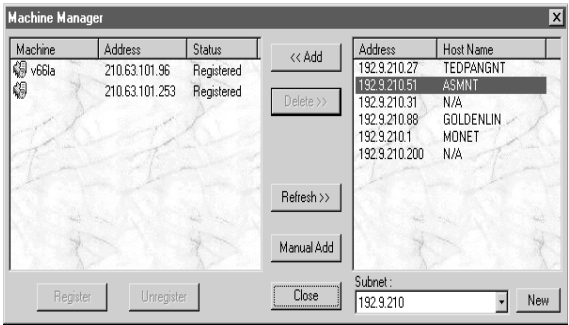 Machine Manager
Machine Address Status
v66la 210.63.101.96 Registered
210.63.101.253 Registered
<< Add
Delete >>
Refresh >>
Manual Add
Close
Register Unregister
Address Host Name
192.9.210.27 TEDPANGNT
192.9.210.51 ASMNT
192.9.210.31 N/A
192.9.210.88 GOLDENLIN
192.9.210.1 MONET
192.9.210.200 N/A
Subnet :
192.9.210 New